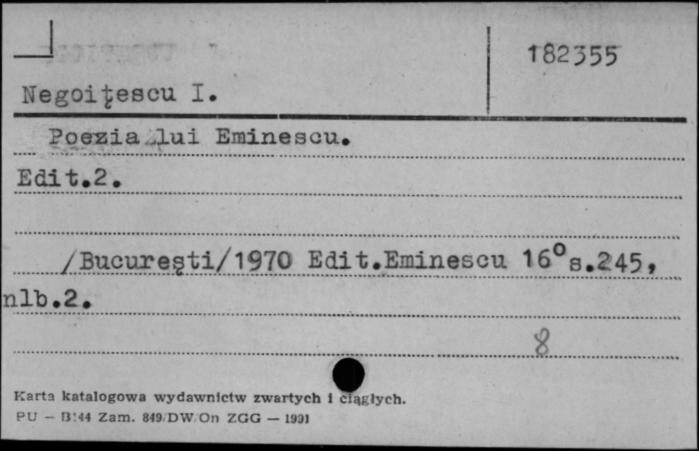 182355
Negoiţescu I.
Poezia lui Eminescu.
Edit.2.
/Bucureşti/1970 Edit.Eminescu 16° s.245,
nlb.2.
8
Karta katalogowa wydawnictw zwartych i ciągłych.
PU – B/44 Zam. 849/DW/On ZGG — 1991